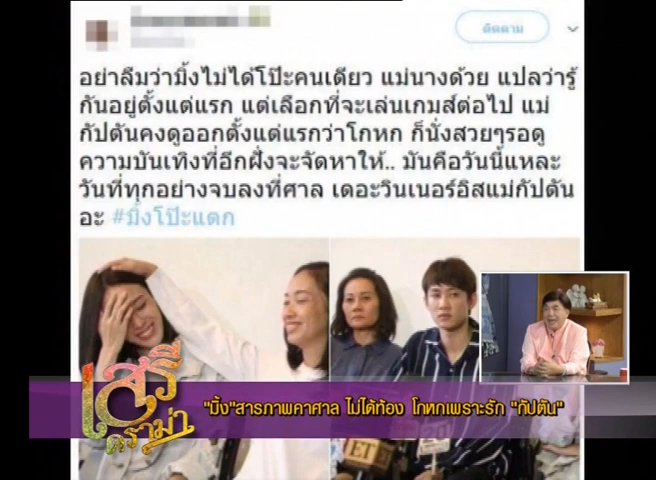 ติดตาม
อย่าลืมว่ามิ้งไม่ได้โป๊ะคนเดียว แม่นางด้วย แปลว่ารู้
กันอยู่ตั้งแต่แรก แต่เลือกที่จะเล่นเกมส์ต่อไป แม่
กัปตันคงดูออกตั้งแต่แรกว่าโกหก ก็นั่งสวยๆรอดู
ความบันเทิงที่อีกฝั่งจะจัดหาให้.. มันคือวันนี้แหละ
วันที่ทุกอย่างจบลงที่ศาล เดอะวินเนอร์อิสแม่กัปตัน
อะ #มิ้งโป๊ะแตก
เสรี
ดราม่า
"มิ้ง"สารภาพคาศาล ไม่ได้ท้อง โกหกเพราะรัก "กัปตัน"